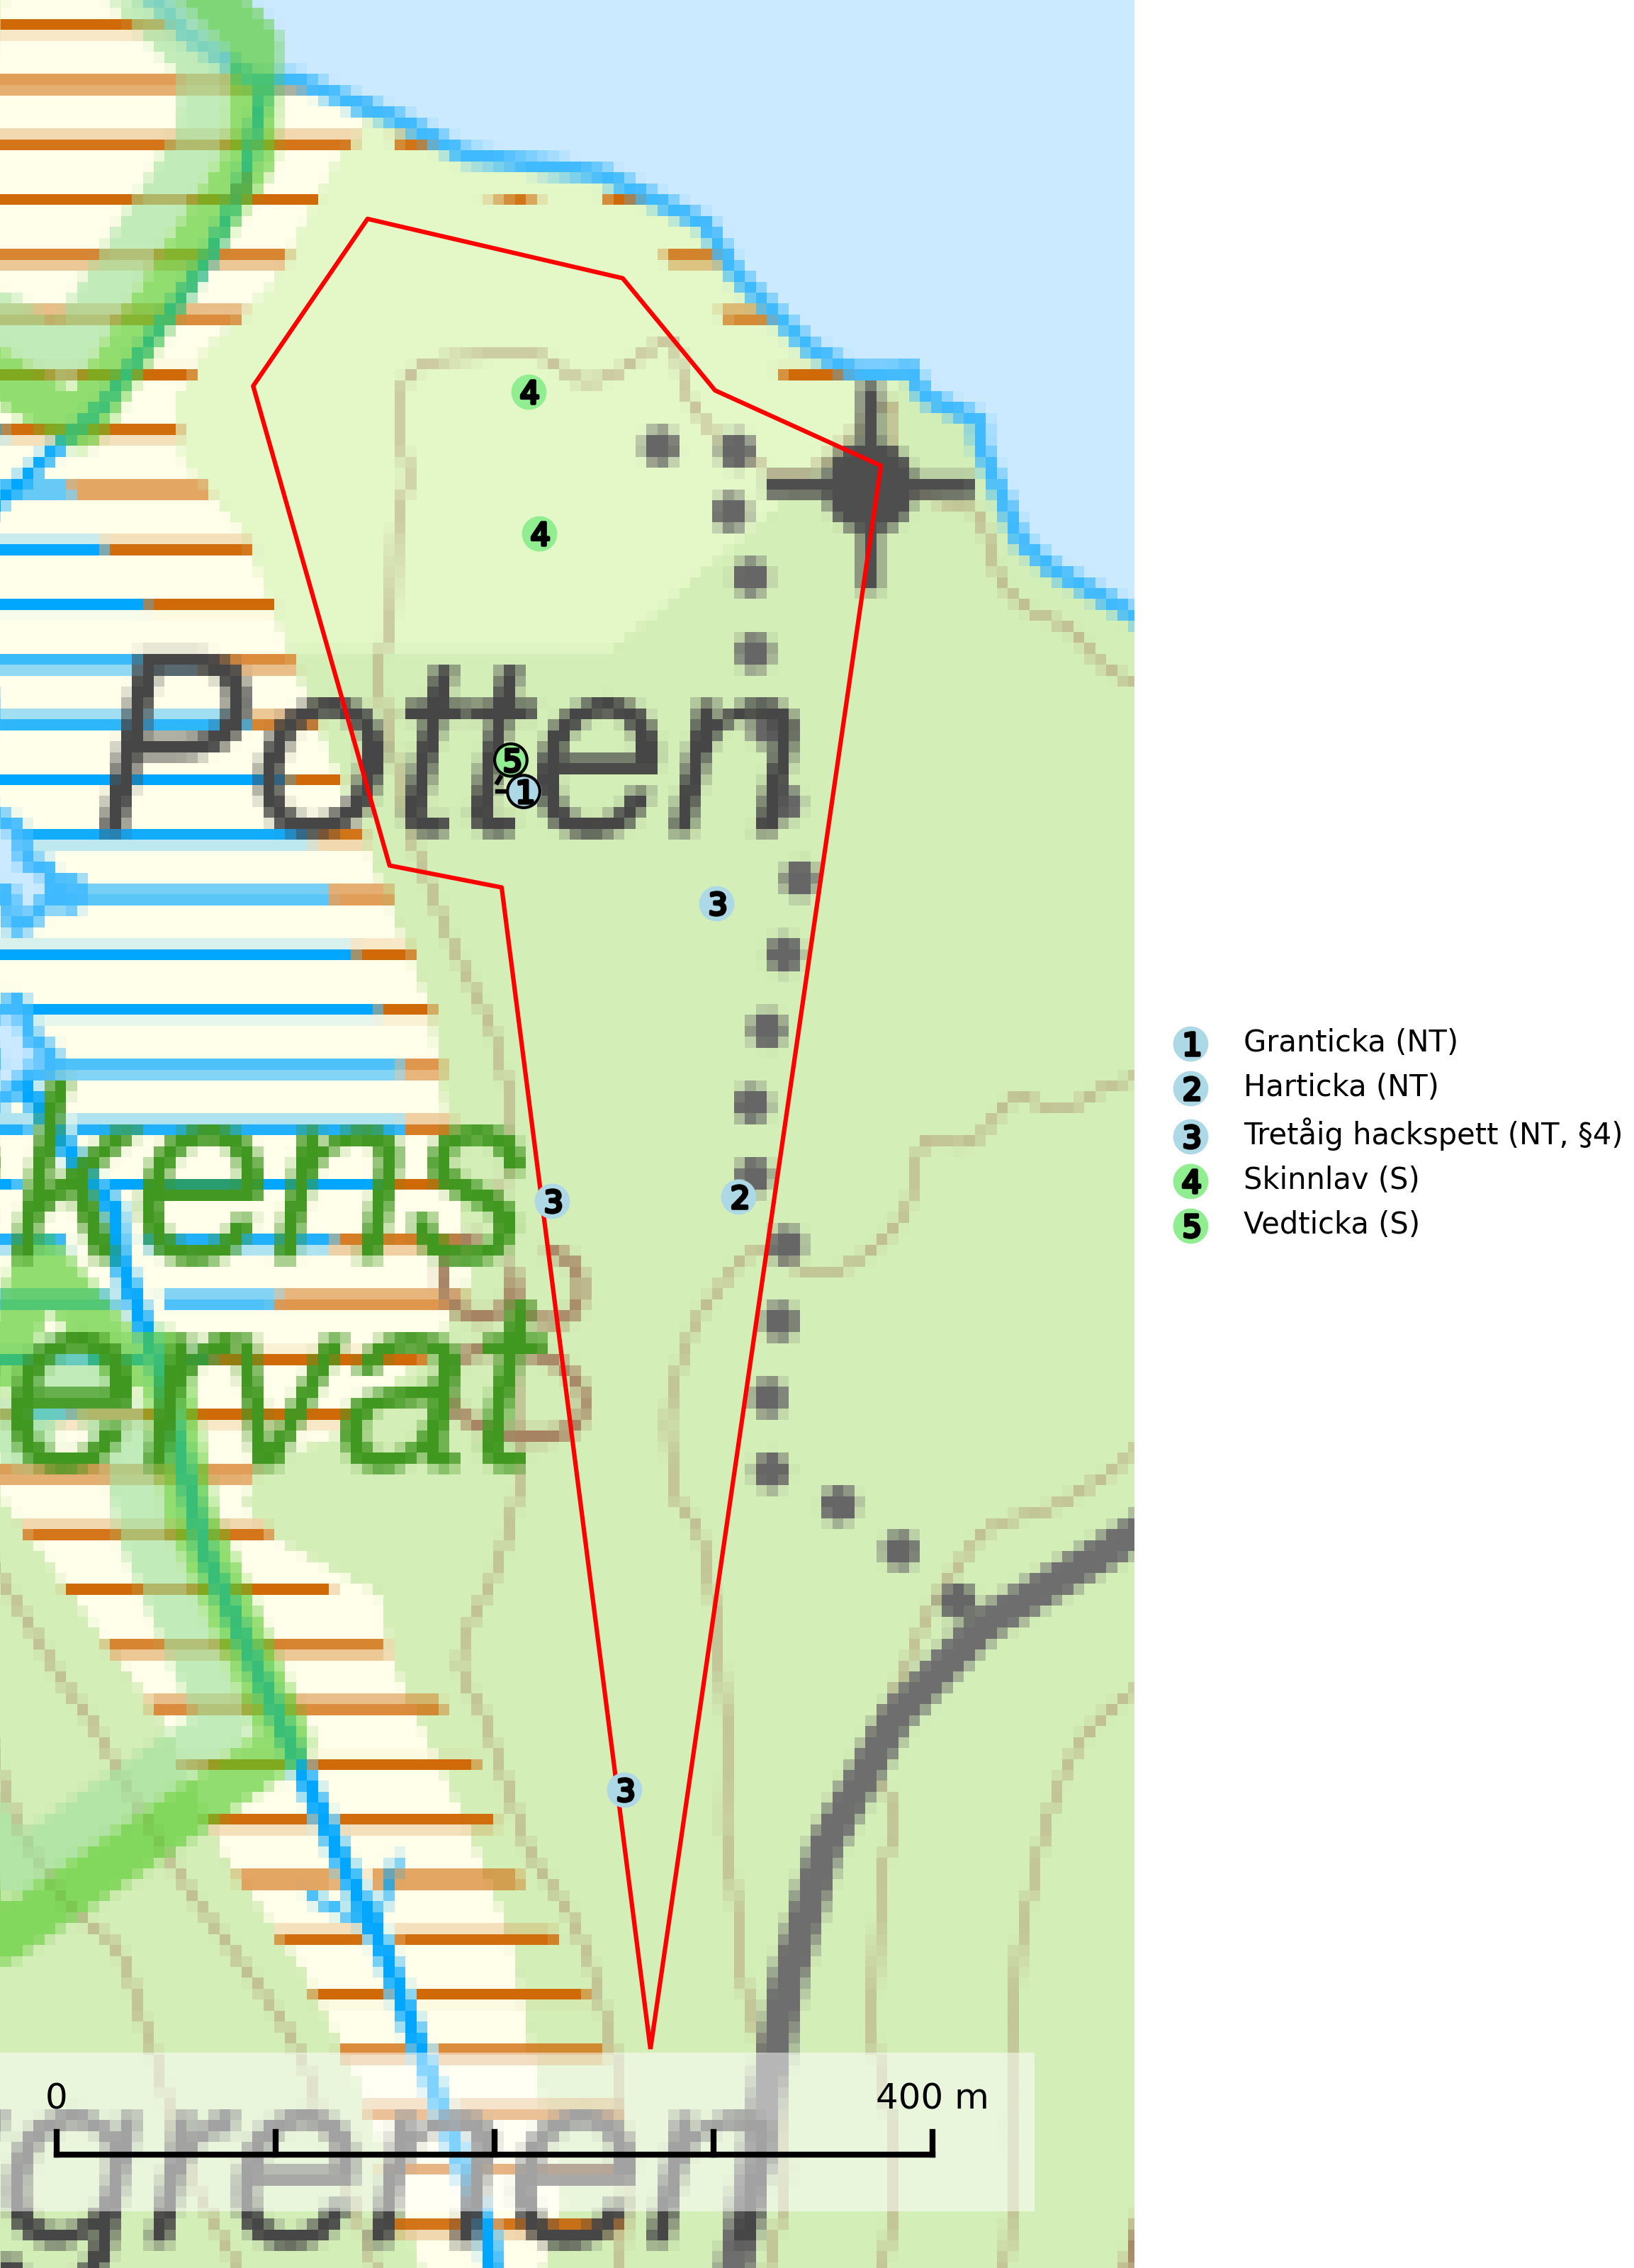 4
4
Potten
5
1
3
kens
3
2
ervat
3
0 400 m
grenen
1 Granticka (NT)
2 Harticka (NT)
3 Tretåig hackspett (NT, §4)
4 Skinnlav (S)
5 Vedticka (S)